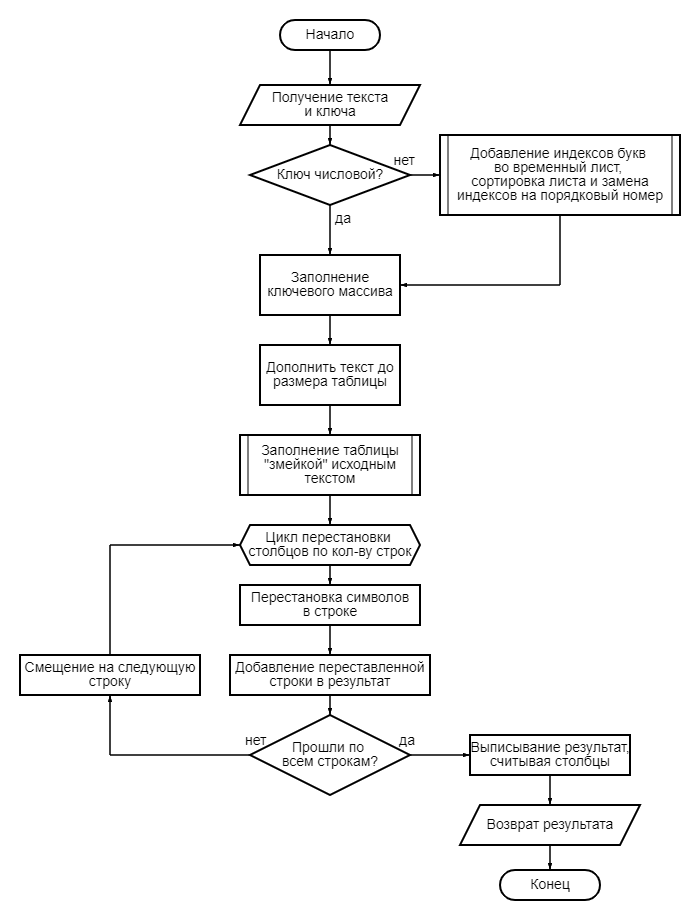 Начало
Получение текста
и ключа
Ключ числовой?
нет
Добавление индексов букв
во временный лист,
сортировка листа и замена
индексов на порядковый номер
да
Заполнение
ключевого массива
Дополнить текст до
размера таблицы
Заполнение таблицы
"змейкой" исходным
текстом
Цикл перестановки
столбцов по кол-ву строк
Перестановка символов
в строке
Смещение на следующую
строку
Добавление переставленной
строки в результат
нет
Прошли по
всем строкам?
да
Выписывание результат,
считывая столбцы
Возврат результата
Конец